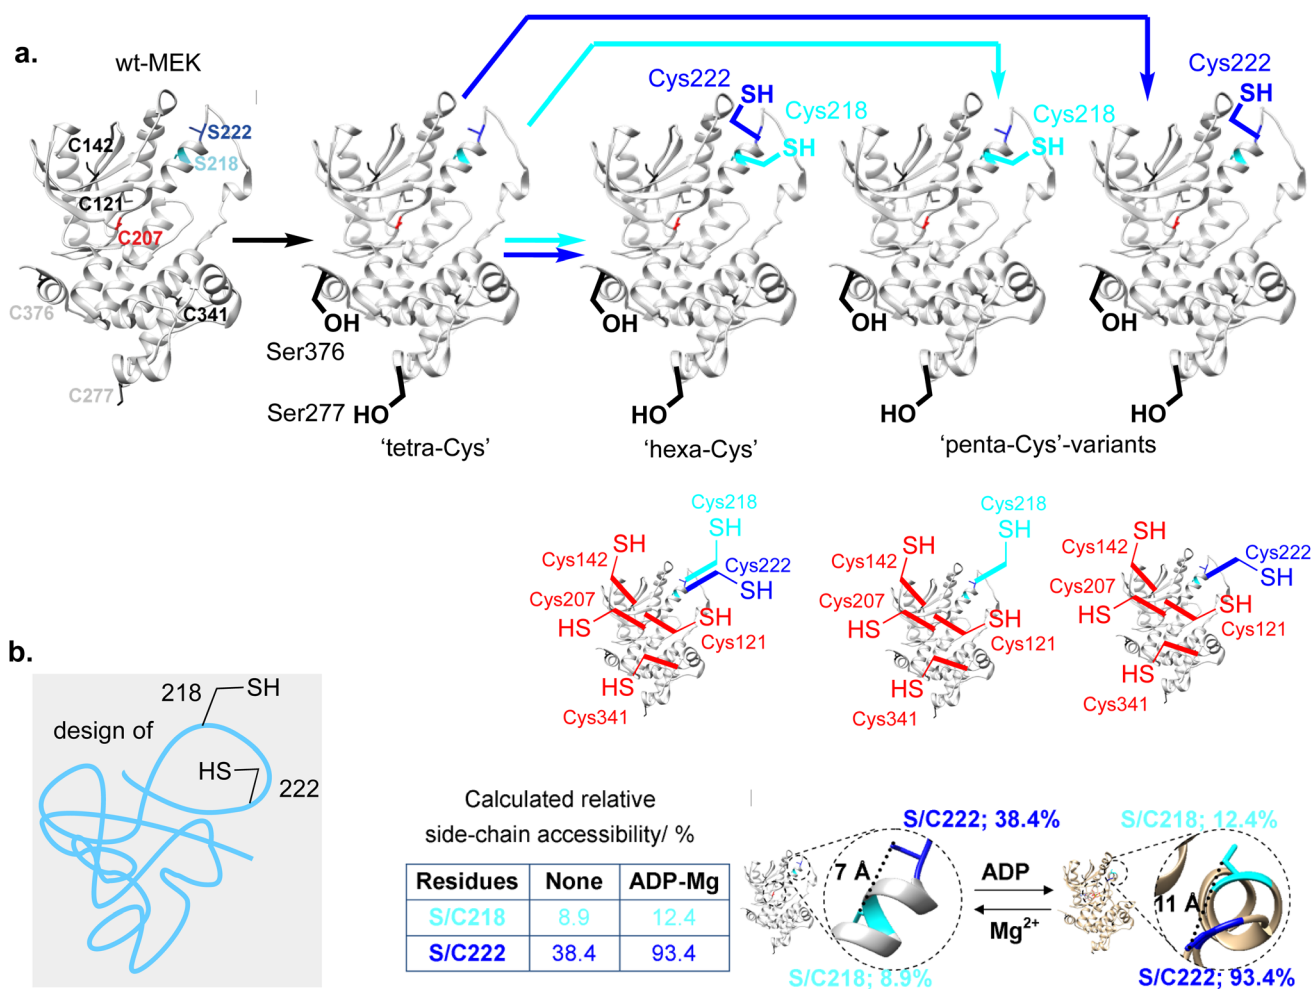 a.
wt-MEK
C142
S222
S218
C121
C207
C376
C341
C277
Ser376
OH
Ser277 HO
'tetra-Cys'
Cys222
SH
Cys218
SH
OH
HO
'hexa-Cys'
Cys218
SH
OH
HO
Cys222
SH
OH
HO
'penta-Cys'-variants
Cys218
SH
SH
Cys142
Cys222
SH
Cys207
SH
HS
Cys121
HS
Cys341
Cys218
SH
SH
Cys142
Cys207
SH
HS
Cys121
HS
Cys341
SH
Cys142
Cys222
SH
Cys207
SH
HS
Cys121
HS
Cys341
b.
218 SH
design of
HS
222
Calculated relative
side-chain accessibility/ %
Residues None ADP-Mg
S/C218 8.9 12.4
S/C222 38.4 93.4
S/C222; 38.4%
7 Å
S/C218; 8.9%
ADP
Mg2+
S/C218; 12.4%
11 Å
S/C222; 93.4%